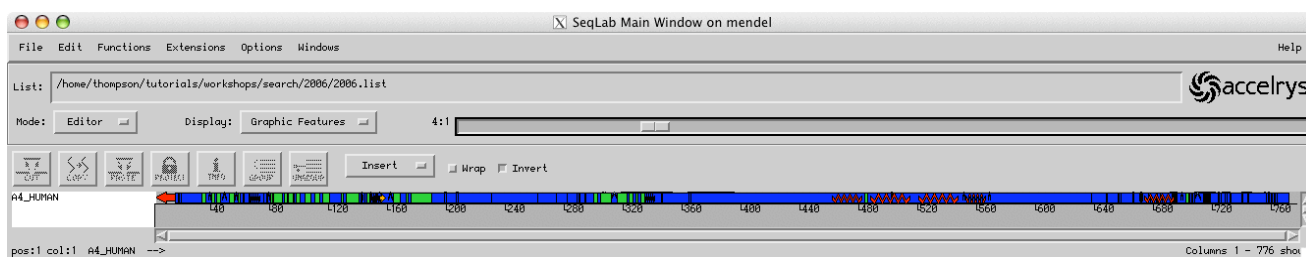 X SeqLab Main Window on mendel
File Edit Functions Extensions Options Windows Help
List: /home/thompson/tutorials/workshops/search/2006/2006.list
accelrys
Mode: Editor Display: Graphic Features 4:1
CUT COPY PASTE PROTECT INFO GROUP UNGROUP Insert Wrap Invert
A4_HUMAN
40 80 120 160 200 240 280 320 360 400 440 480 520 560 600 640 680 720 760
pos:1 col:1 A4_HUMAN --> Columns 1 - 776 shou